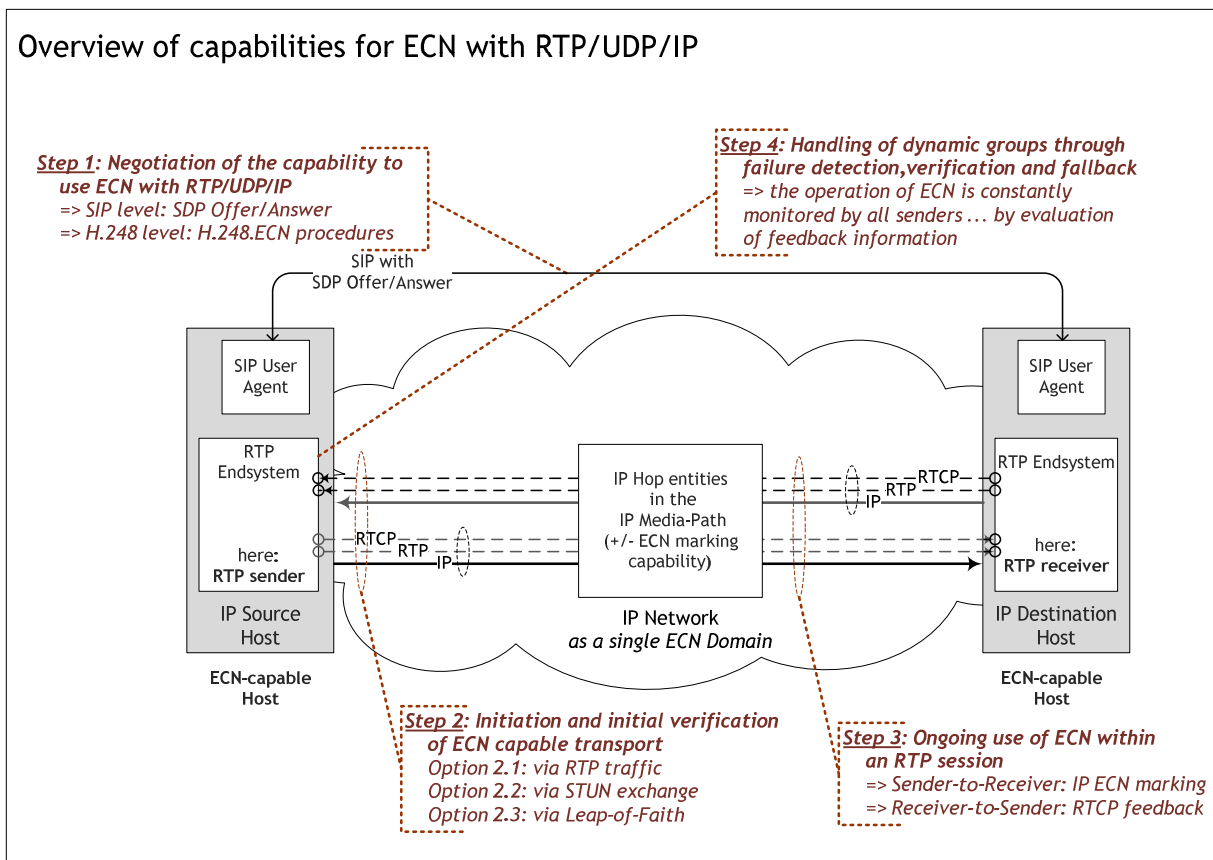 Overview of capabilities for ECN with RTP/UDP/IP
Step 1: Negotiation of the capability to
use ECN with RTP/UDP/IP
=> SIP level: SDP Offer/Answer
=> H.248 level: H.248.ECN procedures
Step 4: Handling of dynamic groups through
failure detection,verification and fallback
=> the operation of ECN is constantly
monitored by all senders ... by evaluation
of feedback information
SIP with
SDP Offer/Answer
SIP User
Agent
SIP User
Agent
RTP
Endsystem
here:
RTP sender
IP Source
Host
ECN-capable
Host
RTCP
RTP
IP
IP Hop entities
in the
IP Media-Path
(+/- ECN marking
capability)
RTCP
RTP
IP
IP Network
as a single ECN Domain
RTP Endsystem
here:
RTP receiver
IP Destination
Host
ECN-capable
Host
Step 2: Initiation and initial verification
of ECN capable transport
Option 2.1: via RTP traffic
Option 2.2: via STUN exchange
Option 2.3: via Leap-of-Faith
Step 3: Ongoing use of ECN within
an RTP session
=> Sender-to-Receiver: IP ECN marking
=> Receiver-to-Sender: RTCP feedback